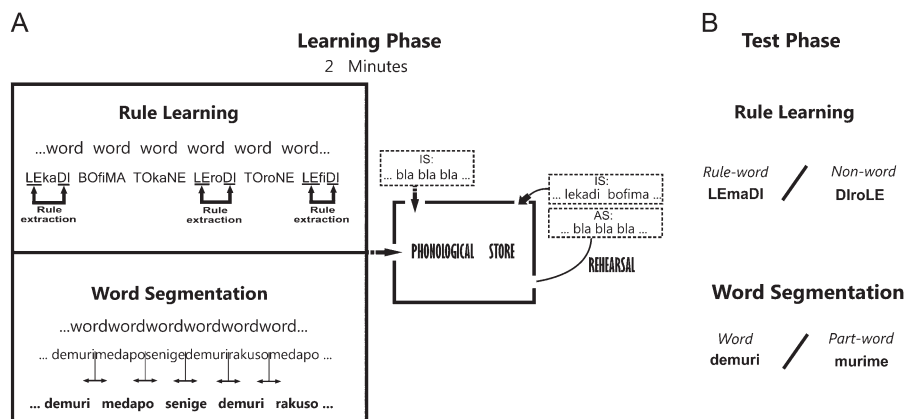 A
Learning Phase
2 Minutes
Rule Learning
...word word word word word word...
LEkaDI BOfiMA TOkaNE LEroDI TOroNE LEfiDI
Rule extraction
Rule extraction
Rule extraction
Word Segmentation
...wordwordwordwordwordword...
... demurimedaposenigedemurirakusomedapo ...
... demuri medapo senige demuri rakuso ...
IS:
... bla bla bla ...
IS:
... lekadi bofima ...
AS:
... bla bla bla ...
PHONOLOGICAL STORE
REHEARSAL
B
Test Phase
Rule Learning
Rule-word / Non-word
LEmaDI DIroLE
Word Segmentation
Word / Part-word
demuri murime